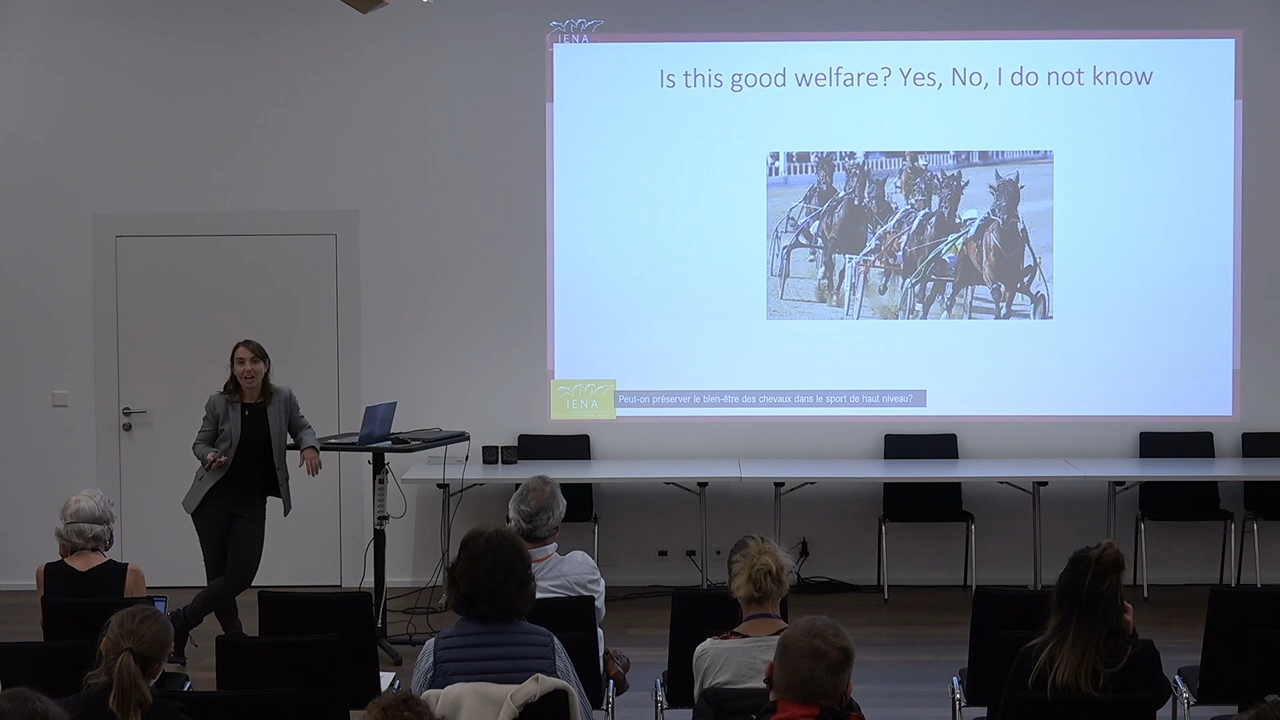 IENA
Is this good welfare? Yes, No, I do not know
IENA
Peut-on préserver le bien-être des chevaux dans le sport de haut niveau?